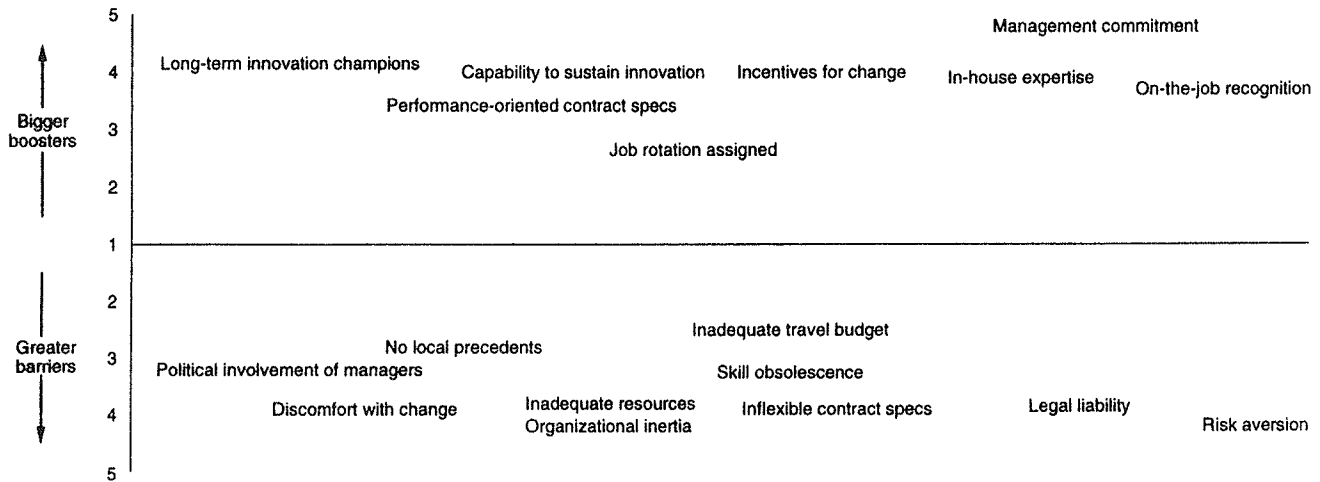 5
Management commitment
Long-term innovation champions
4
Capability to sustain innovation
Incentives for change
In-house expertise
On-the-job recognition
Performance-oriented contract specs
Bigger
boosters
3
Job rotation assigned
2
1
2
Inadequate travel budget
No local precedents
Greater
barriers
3
Political involvement of managers
Skill obsolescence
Discomfort with change
Inadequate resources
Organizational inertia
Inflexible contract specs
Legal liability
4
Risk aversion
5